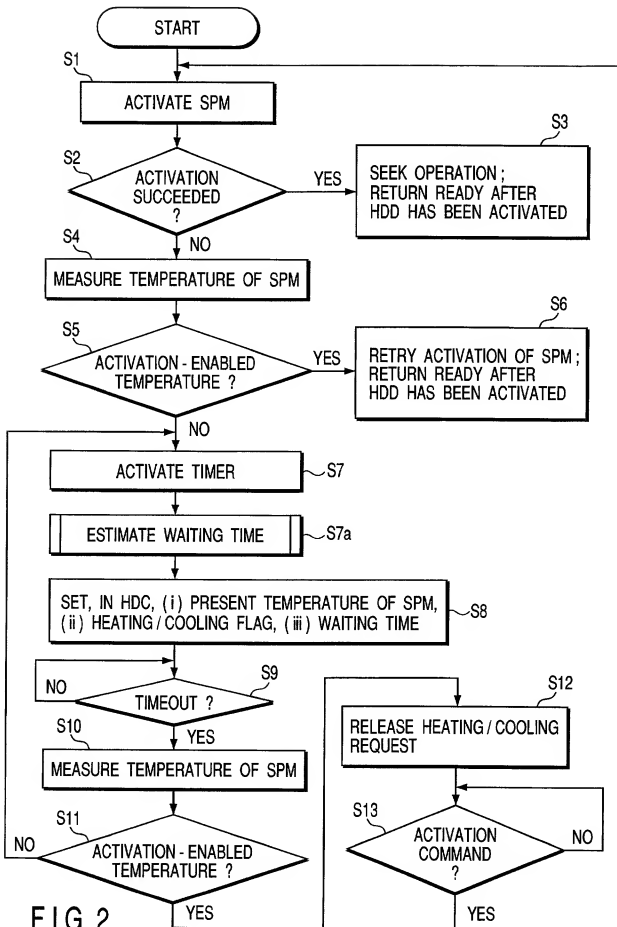 START
S1
ACTIVATE SPM
S2
ACTIVATION
SUCCEEDED
?
YES
S3
SEEK OPERATION;
RETURN READY AFTER
HDD HAS BEEN ACTIVATED
NO
S4
MEASURE TEMPERATURE OF SPM
S5
ACTIVATION-ENABLED
TEMPERATURE ?
YES
S6
RETRY ACTIVATION OF SPM;
RETURN READY AFTER
HDD HAS BEEN ACTIVATED
NO
ACTIVATE TIMER
S7
ESTIMATE WAITING TIME
S7a
SET, IN HDC, (i) PRESENT TEMPERATURE OF SPM,
(ii) HEATING/COOLING FLAG, (iii) WAITING TIME
S8
S9
NO
TIMEOUT ?
YES
S10
MEASURE TEMPERATURE OF SPM
S11
NO
ACTIVATION-ENABLED
TEMPERATURE ?
YES
S12
RELEASE HEATING/COOLING
REQUEST
S13
ACTIVATION
COMMAND
?
NO
YES
FIG. 2